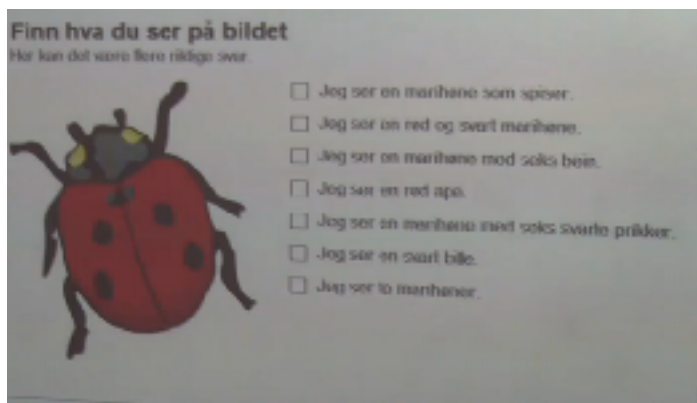 Finn hva du ser på bildet
Her kan det være flere riktige svar.
Jeg ser en marihøne som spiser.
Jeg ser en rød og svart marihøne.
Jeg ser en marihøne med seks bein.
Jeg ser en rød ape.
Jeg ser en marihøne med seks svarte prikker.
Jeg ser en svart bille.
Jeg ser to marihøner.